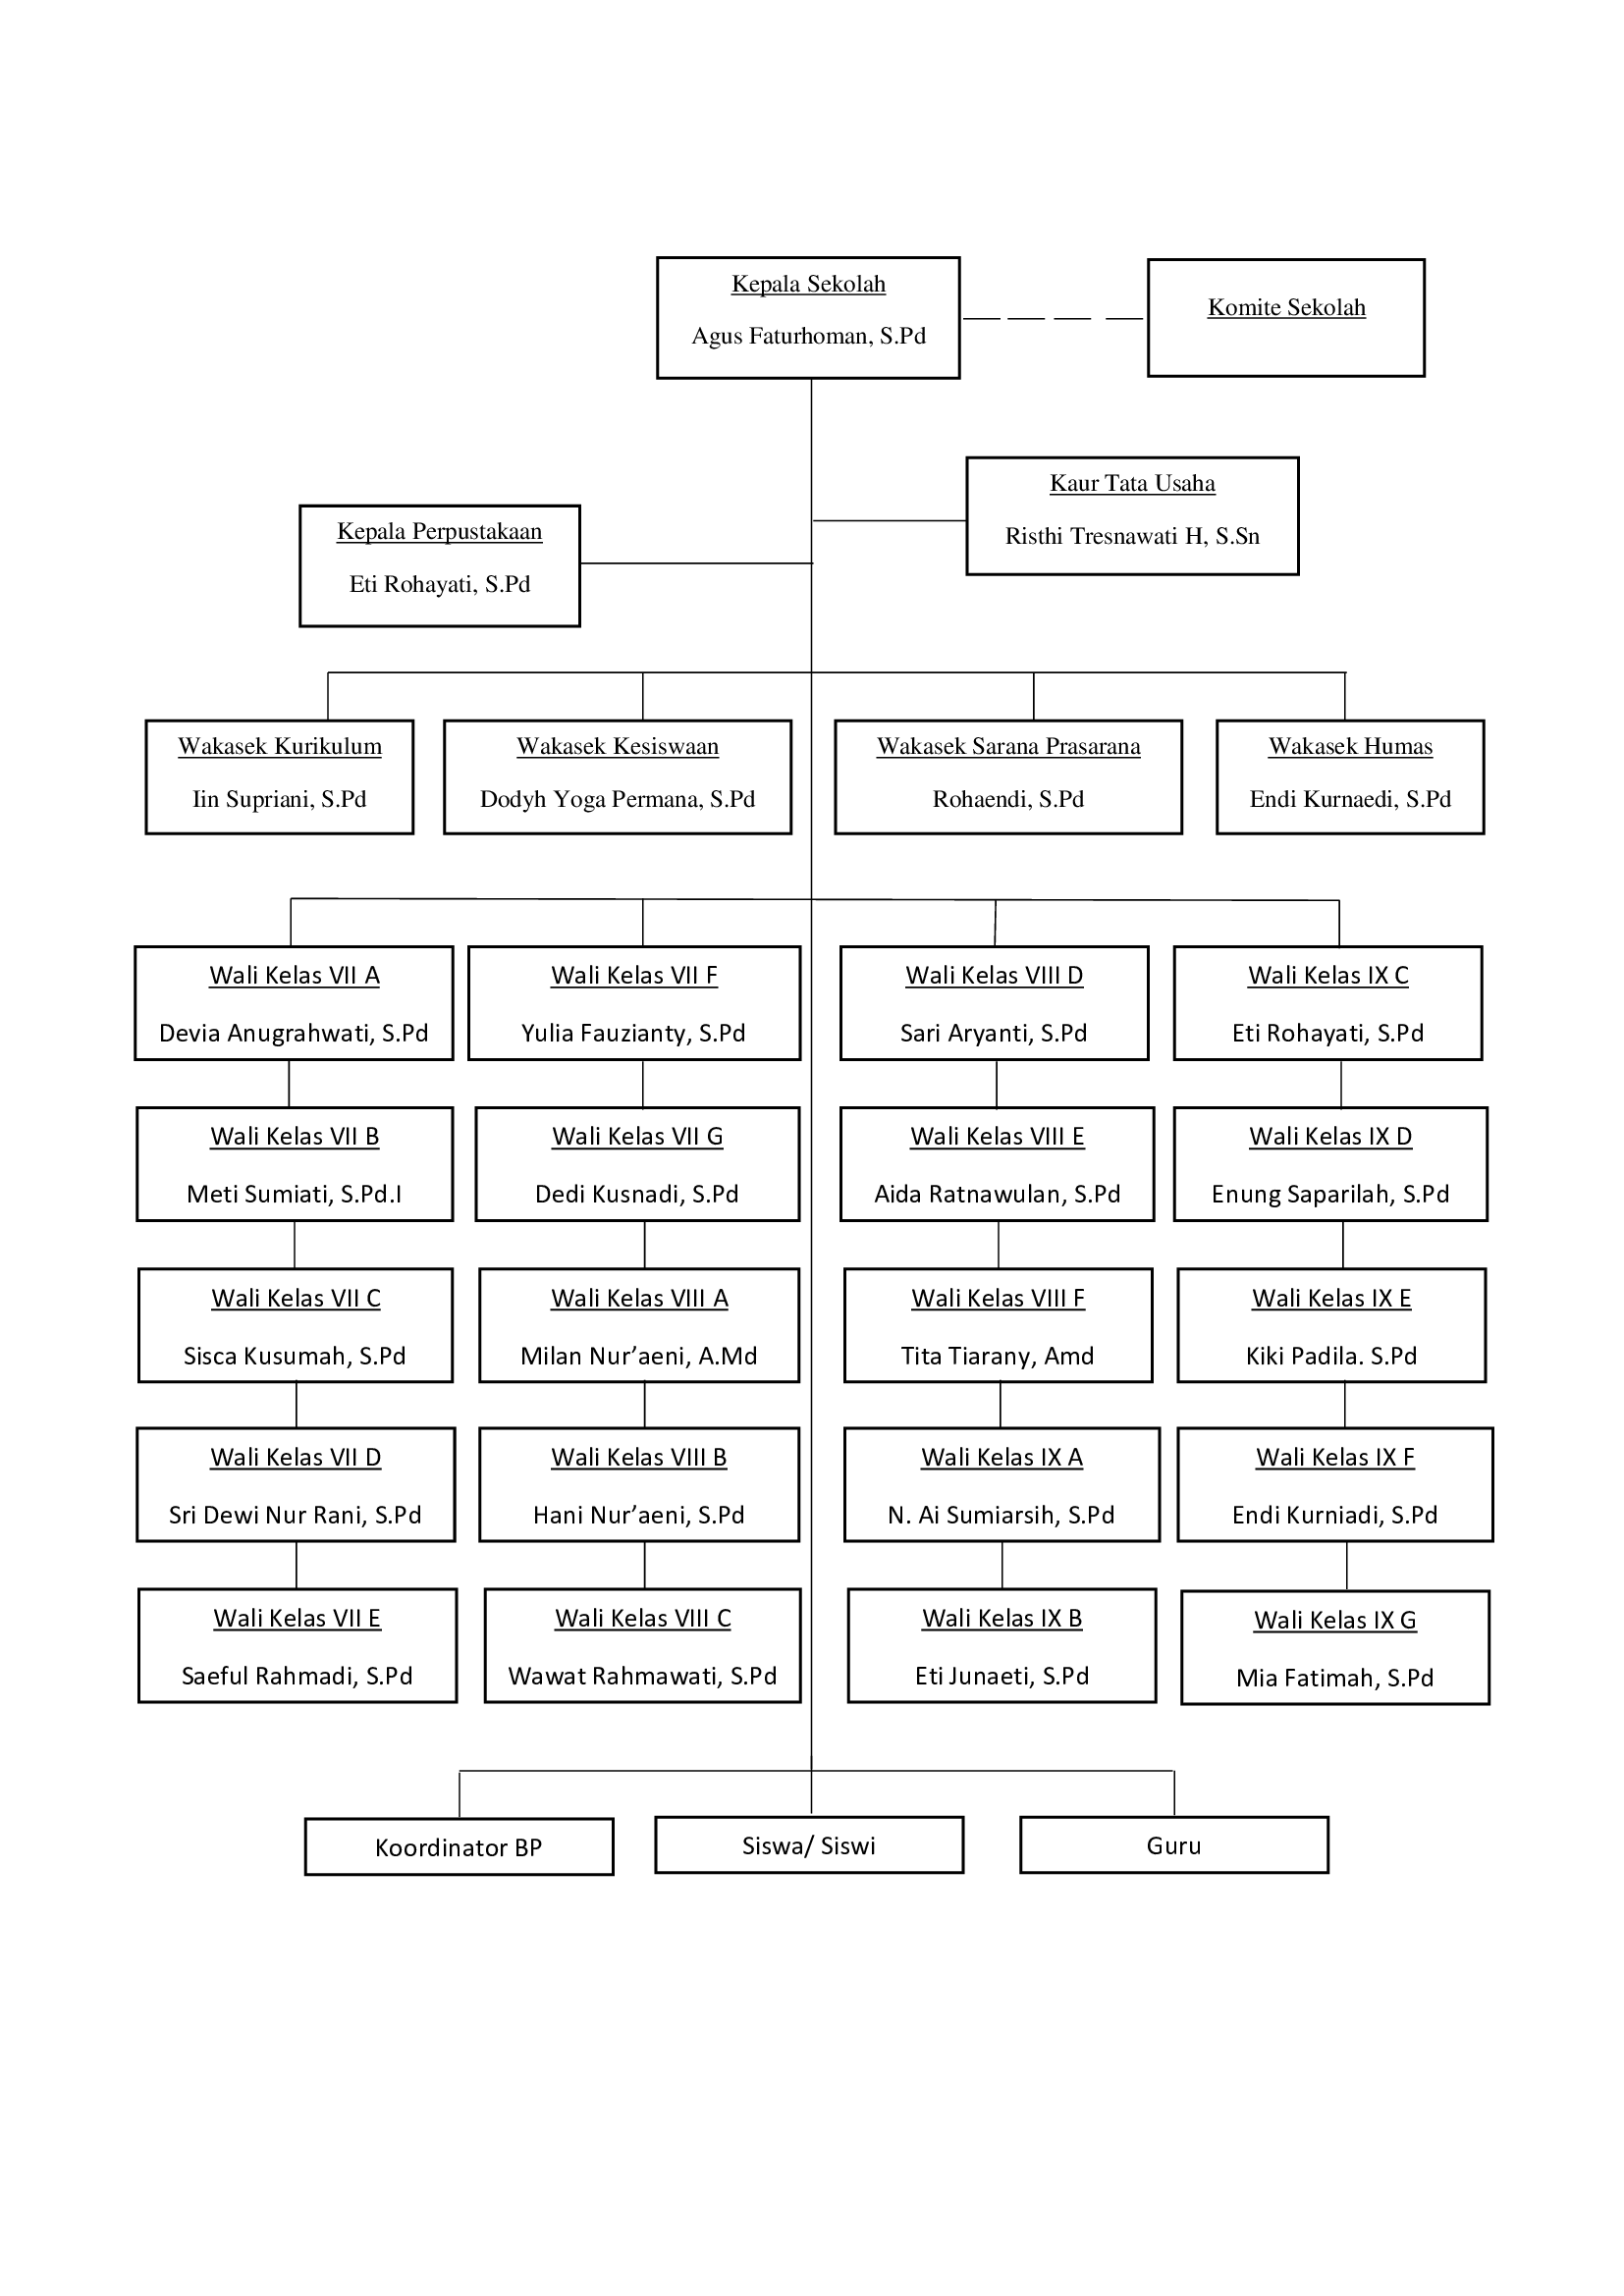 Kepala Sekolah
Agus Faturhoman, S.Pd
Komite Sekolah
Kaur Tata Usaha
Risthi Tresnawati H, S.Sn
Kepala Perpustakaan
Eti Rohayati, S.Pd
Wakasek Kurikulum
Iin Supriani, S.Pd
Wakasek Kesiswaan
Dodyh Yoga Permana, S.Pd
Wakasek Sarana Prasarana
Rohaendi, S.Pd
Wakasek Humas
Endi Kurnaedi, S.Pd
Wali Kelas VII A
Devia Anugrahwati, S.Pd
Wali Kelas VII F
Yulia Fauzianty, S.Pd
Wali Kelas VIII D
Sari Aryanti, S.Pd
Wali Kelas IX C
Eti Rohayati, S.Pd
Wali Kelas VII B
Meti Sumiati, S.Pd.I
Wali Kelas VII G
Dedi Kusnadi, S.Pd
Wali Kelas VIII E
Aida Ratnawulan, S.Pd
Wali Kelas IX D
Enung Saparilah, S.Pd
Wali Kelas VII C
Sisca Kusumah, S.Pd
Wali Kelas VIII A
Milan Nur’aeni, A.Md
Wali Kelas VIII F
Tita Tiarany, Amd
Wali Kelas IX E
Kiki Padila. S.Pd
Wali Kelas VII D
Sri Dewi Nur Rani, S.Pd
Wali Kelas VIII B
Hani Nur’aeni, S.Pd
Wali Kelas IX A
N. Ai Sumiarsih, S.Pd
Wali Kelas IX F
Endi Kurniadi, S.Pd
Wali Kelas VII E
Saeful Rahmadi, S.Pd
Wali Kelas VIII C
Wawat Rahmawati, S.Pd
Wali Kelas IX B
Eti Junaeti, S.Pd
Wali Kelas IX G
Mia Fatimah, S.Pd
Koordinator BP
Siswa/ Siswi
Guru